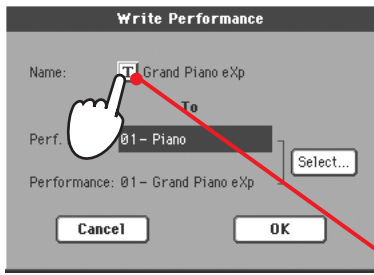 Write Performance
Name: T Grand Piano eXp
To
Perf. 01- Piano
Select...
Performance: 01- Grand Piano eXp
Cancel OK